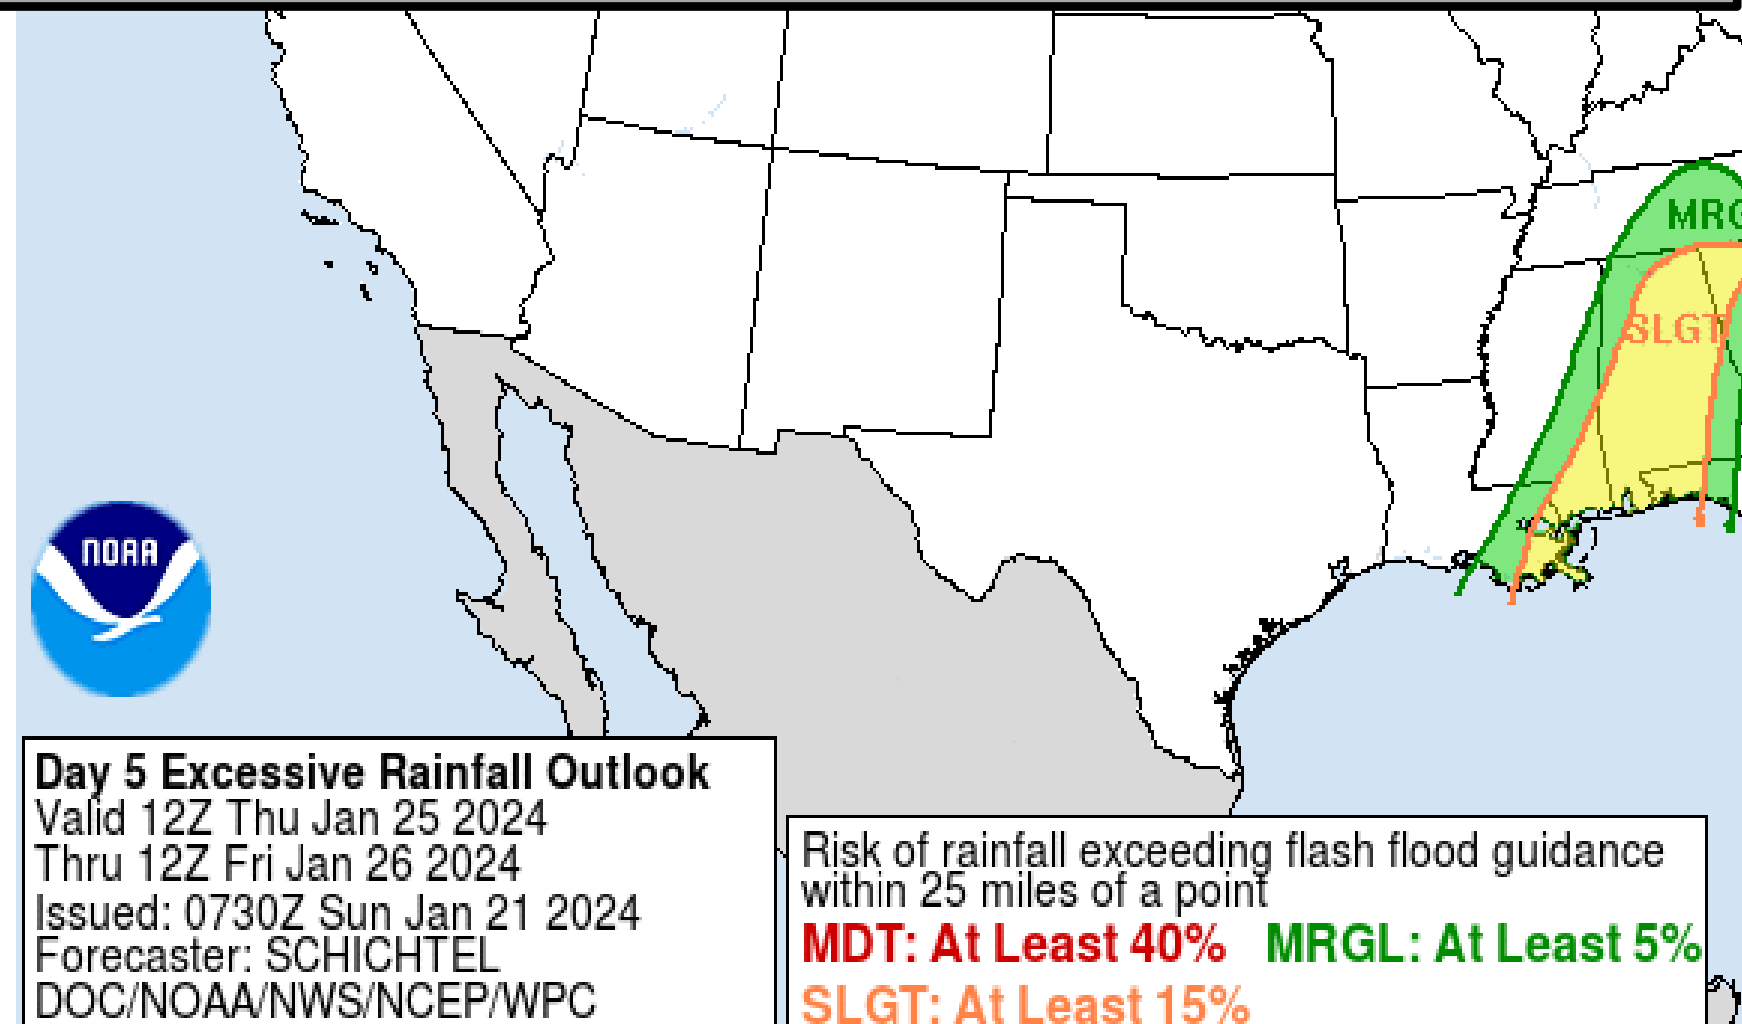 MRG
SLGT
NOAA
Day 5 Excessive Rainfall Outlook
Valid 12Z Thu Jan 25 2024
Thru 12Z Fri Jan 26 2024
Issued: 0730Z Sun Jan 21 2024
Forecaster: SCHICHTEL
DOC/NOAA/NWS/NCEP/WPC
Risk of rainfall exceeding flash flood guidance
within 25 miles of a point
MDT: At Least 40% MRGL: At Least 5%
SLGT: At Least 15%